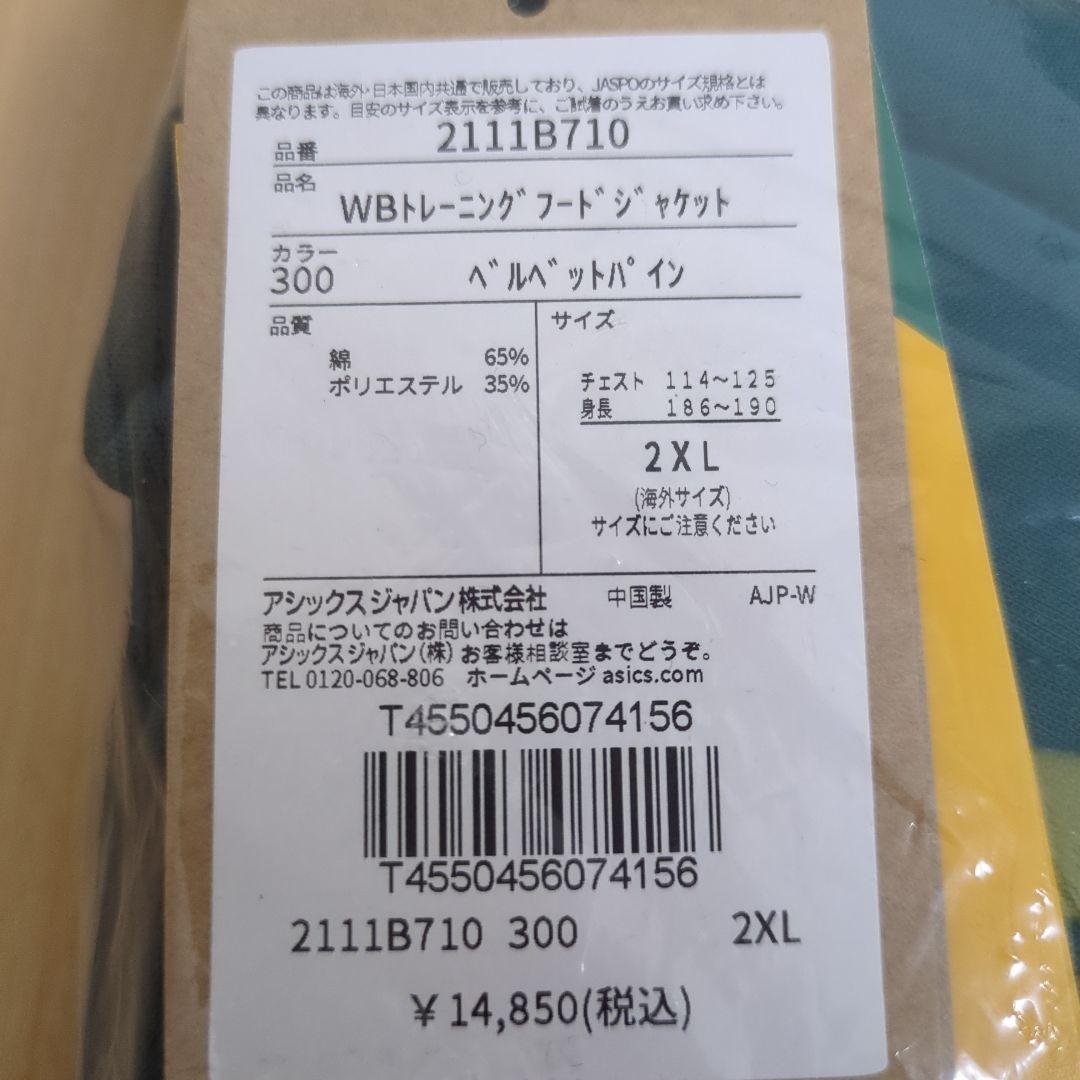 この商品は海外・日本国内共通で販売しており、JASPOのサイズ規格とは
異なります。目安のサイズ表示を参考に、ご試着のうえお買い求め下さい。
品番 2111B710
品名
WBﾄﾚｰﾆﾝｸﾞﾌｰﾄﾞｼﾞｬｹｯﾄ
カラー
300 ﾍﾞﾙﾍﾞｯﾄﾊﾟｲﾝ
品質
綿 65%
ポリエステル 35%
サイズ
チェスト 114～125
身長 186～190
2XL
(海外サイズ)
サイズにご注意ください
アシックスジャパン株式会社 中国製 AJP-W
商品についてのお問い合わせは
アシックスジャパン(株)お客様相談室までどうぞ。
TEL 0120-068-806 ホームページ asics.com
T4550456074156
T4550456074156
2111B710 300 2XL
¥14,850(税込)